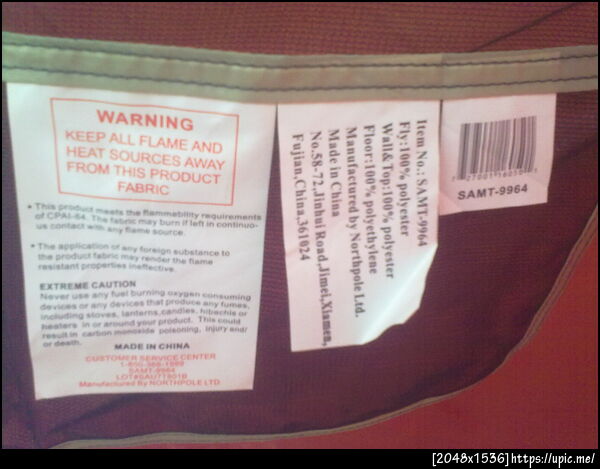 WARNING
KEEP ALL FLAME AND
HEAT SOURCES AWAY
FROM THIS PRODUCT
FABRIC
• This product meets the flammability requirements
of CPAI-84. The fabric may burn if left in continuo-
us contact with any flame source.
• The application of any foreign substance to
the product fabric may render the flame
resistant properties ineffective.
EXTREME CAUTION
Never use any fuel burning oxygen consuming
devices or any devices that produce any fumes,
including stoves, lanterns,candles, hibachis or
heaters in or around your product. This could
result in carbon monoxide poisoning, injury and/
or death.
MADE IN CHINA
CUSTOMER SERVICE CENTER
SAMT-9964
Manufactured By NORTHPOLE LTD
Item No.: SAMT-9964
Fly:100% polyester
Wall&Top:100% polyester
Floor:100% polyethylene
Manufactured by Northpole Ltd.
Made in China
No.58-72,Jinhui Road,Jimei,Xiamen,
Fujian,China,361024
SAMT-9964
[2048x1536]https://upic.me/